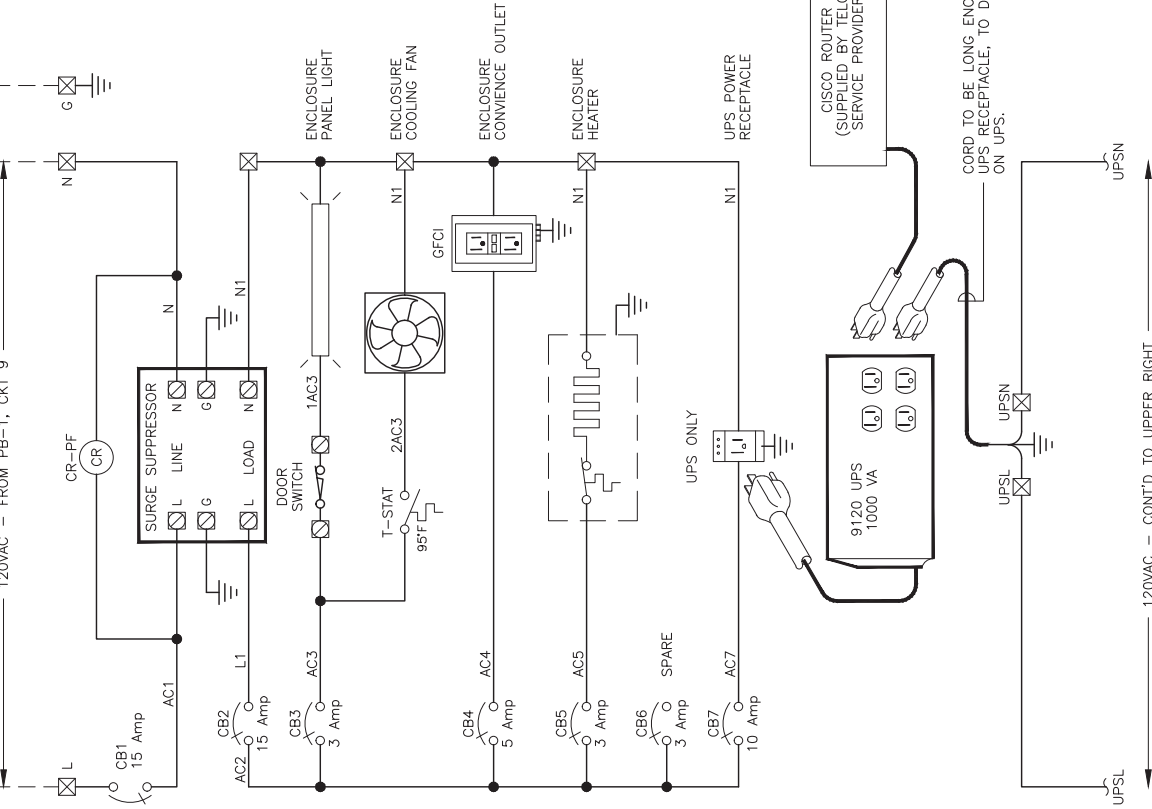 120VAC - FROM PB-1, CKT 9
L
N
G
CB1
15 Amp
AC1
CR-PF
CR
N
SURGE SUPPRESSOR
LINE
L
N
G
G
LOAD
L
N
AC2
CB2
15 Amp
L1
N1
CB3
3 Amp
AC3
DOOR
SWITCH
1AC3
ENCLOSURE
PANEL LIGHT
T-STAT
95°F
2AC3
N1
ENCLOSURE
COOLING FAN
CB4
5 Amp
AC4
GFCI
ENCLOSURE
CONVIENCE OUTLET
CB5
3 Amp
AC5
N1
ENCLOSURE
HEATER
CB6
3 Amp
SPARE
CB7
10 Amp
AC7
UPS ONLY
N1
UPS POWER
RECEPTACLE
9120 UPS
1000 VA
CISCO ROUTER
(SUPPLIED BY TELC
SERVICE PROVIDER
CORD TO BE LONG ENC
UPS RECEPTACLE, TO D
ON UPS.
UPSL
UPSN
UPSL
UPSN
120VAC - CONT'D TO UPPER RIGHT